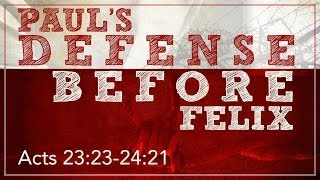 PAUL'S
DEFENSE
BEFORE
FELIX
Acts 23:23-24:21